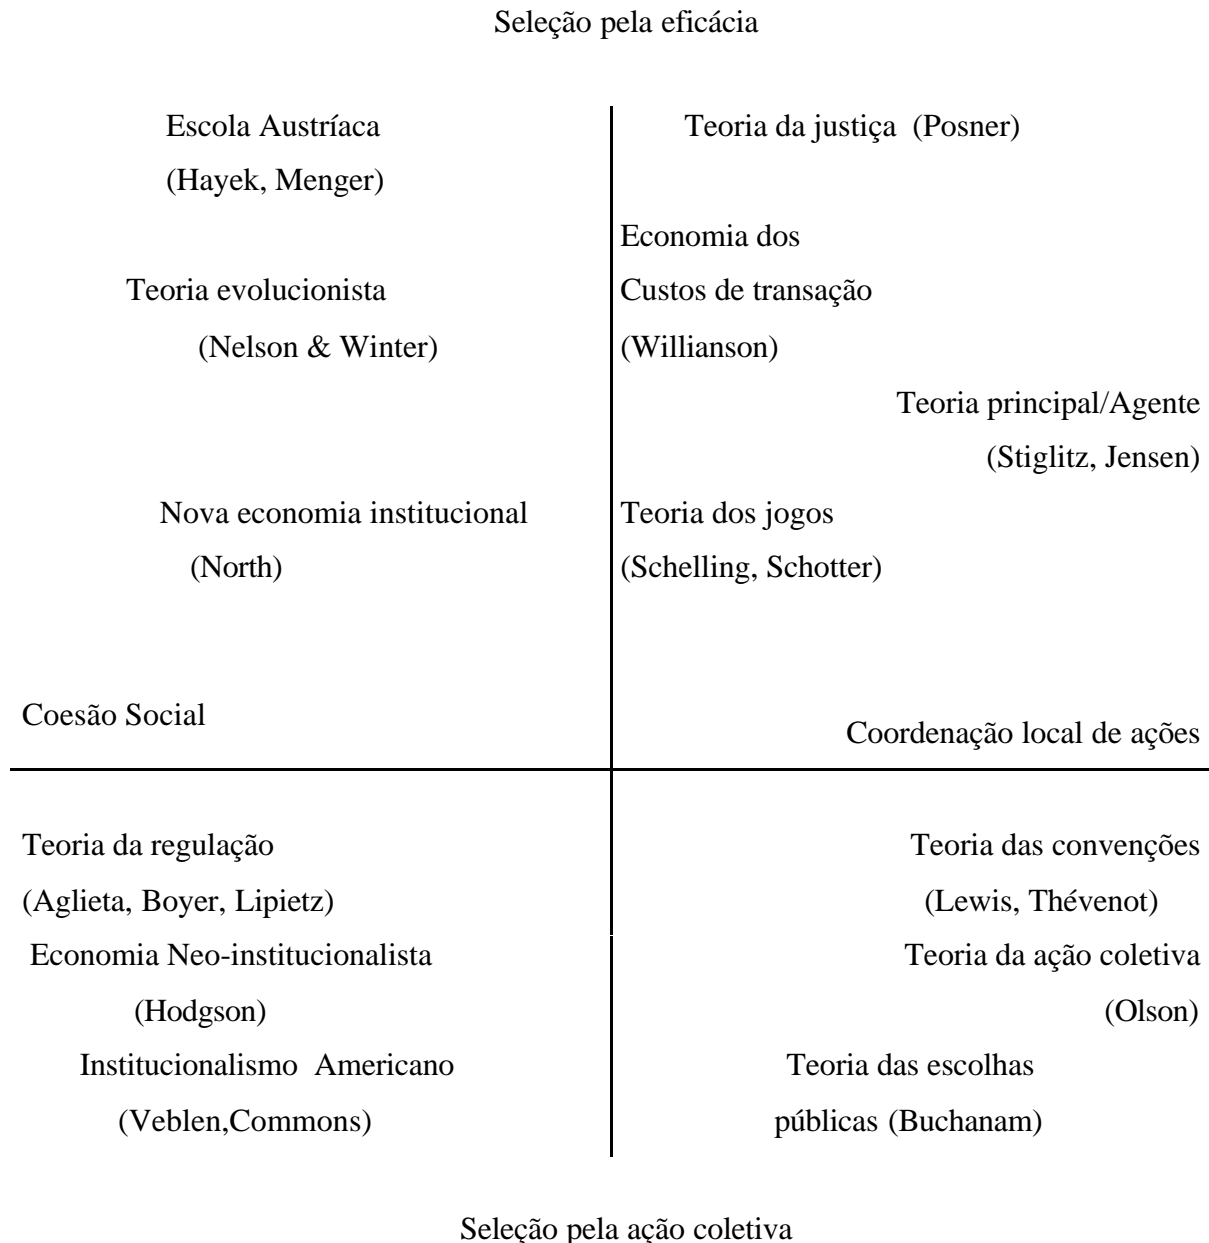 Seleção pela eficácia
Escola Austríaca
(Hayek, Menger)
Teoria da justiça (Posner)
Teoria evolucionista
(Nelson & Winter)
Economia dos
Custos de transação
(Willianson)
Teoria principal/Agente
(Stiglitz, Jensen)
Nova economia institucional
(North)
Teoria dos jogos
(Schelling, Schotter)
Coesão Social
Coordenação local de ações
Teoria da regulação
(Aglieta, Boyer, Lipietz)
Economia Neo-institucionalista
(Hodgson)
Institucionalismo Americano
(Veblen,Commons)
Teoria das convenções
(Lewis, Thévenot)
Teoria da ação coletiva
(Olson)
Teoria das escolhas
públicas (Buchanam)
Seleção pela ação coletiva